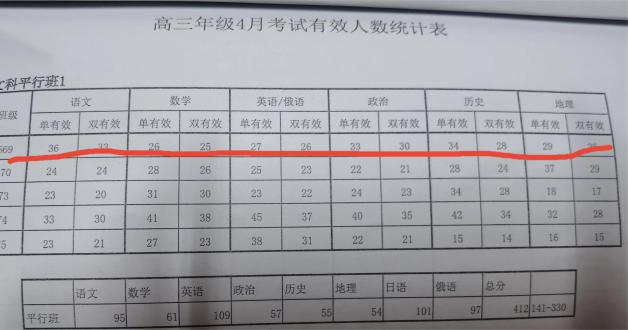 高三年级4月考试有效人数统计表
文科平行班1
班级 语文 数学 英语/俄语 政治 历史 地理
单有效 双有效 单有效 双有效 单有效 双有效 单有效 双有效 单有效 双有效 单有效 双有效
569 36 33 26 25 27 26 33 30 34 28 29
70 24 24 28 26 25 23 22 21 28 24 37 29
73 23 20 31 30 23 22 24 23 34 28 18 17
74 33 30 41 38 45 37 40 35 42 34 32 28
5 23 21 27 23 38 31 22 21 15 14 16 15
语文 数学 英语 政治 历史 地理 日语 俄语 总分
平行班 95 61 109 57 55 54 101 97 412 141-330